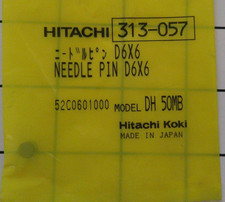 HITACHI 313-057
ニードルピン D6X6
NEEDLE PIN D6X6
52C0601000 MODEL DH 50MB
Hitachi Koki
MADE IN JAPAN